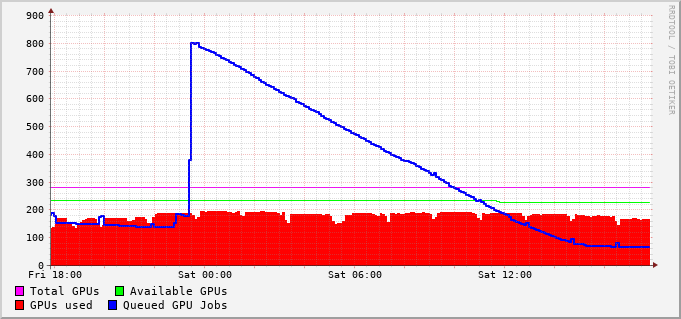 900
800
700
600
500
400
300
200
100
0
Fri 18:00 Sat 00:00 Sat 06:00 Sat 12:00
Total GPUs Available GPUs
GPUs used Queued GPU Jobs
RRDTOOL / TOBI OETIKER